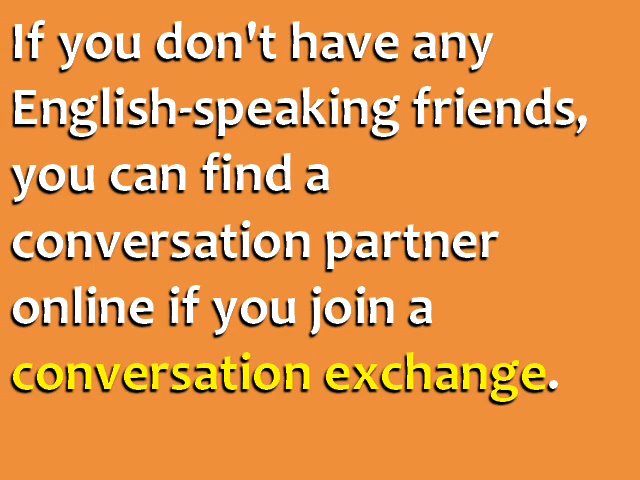 If you don't have any
English-speaking friends,
you can find a
conversation partner
online if you join a
conversation exchange.